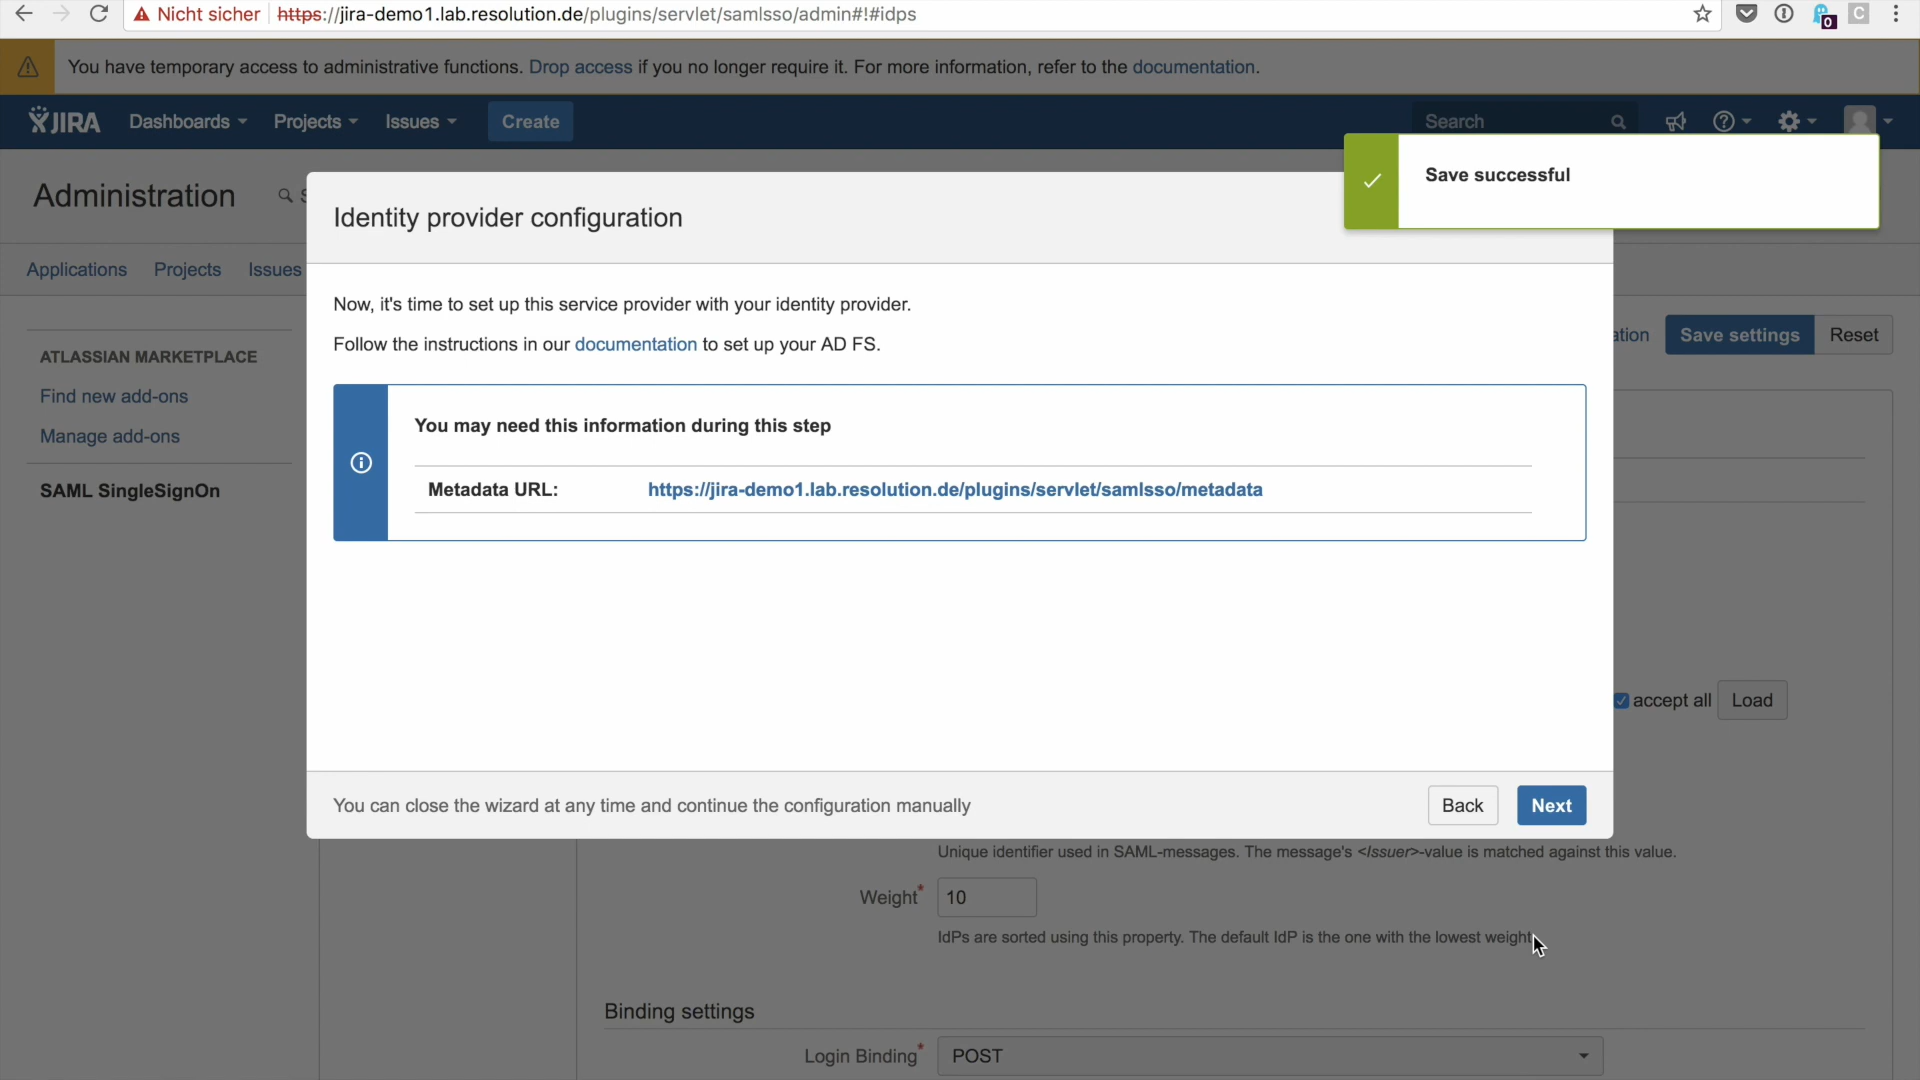 Nicht sicher https://jira-demo1.lab.resolution.de/plugins/servlet/samlsso/admin#!#idps
0
C
You have temporary access to administrative functions. Drop access if you no longer require it. For more information, refer to the documentation.
JIRA Dashboards Projects Issues Create Search
Save successful
Administration
Identity provider configuration
Applications Projects Issues
Now, it's time to set up this service provider with your identity provider.
Save settings Reset
Follow the instructions in our documentation to set up your AD FS.
ATLASSIAN MARKETPLACE
Find new add-ons
Manage add-ons
SAML SingleSignOn
You may need this information during this step
Metadata URL: https://jira-demo1.lab.resolution.de/plugins/servlet/samlsso/metadata
accept all Load
You can close the wizard at any time and continue the configuration manually
Back Next
Unique identifier used in SAML-messages. The message's <Issuer>-value is matched against this value.
Weight* 10
IdPs are sorted using this property. The default IdP is the one with the lowest weight
Binding settings
Login Binding* POST